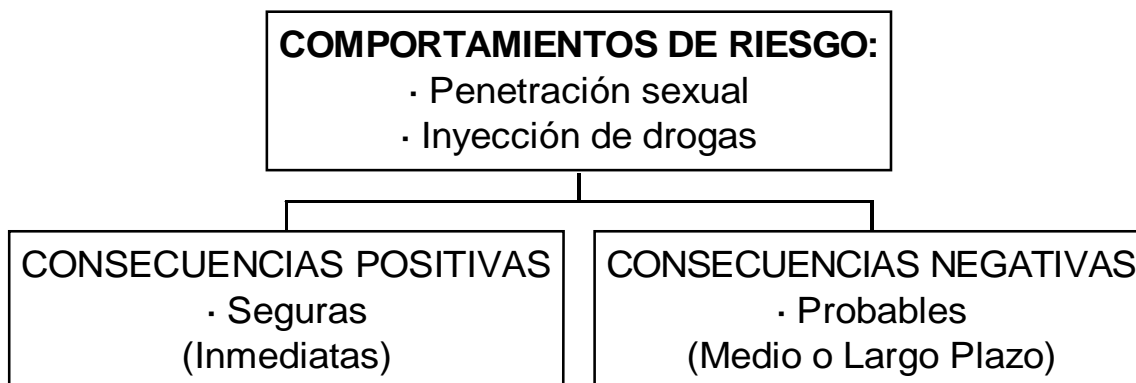 COMPORTAMIENTOS DE RIESGO:
· Penetración sexual
· Inyección de drogas
CONSECUENCIAS POSITIVAS
· Seguras
(Inmediatas)
CONSECUENCIAS NEGATIVAS
· Probables
(Medio o Largo Plazo)